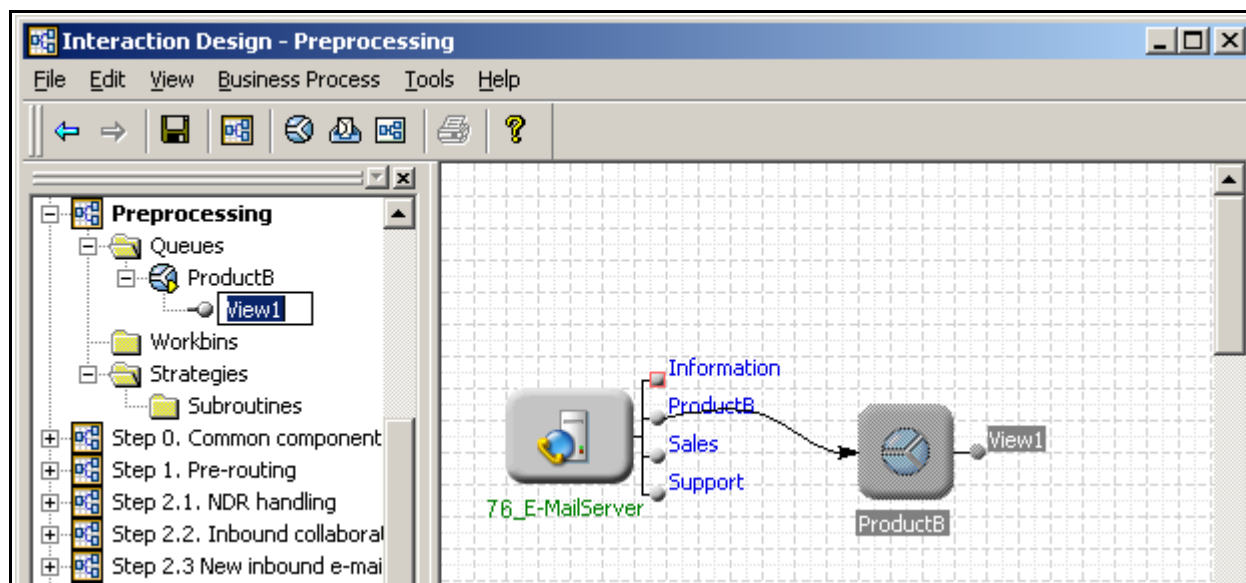 Interaction Design - Preprocessing
File Edit View Business Process Tools Help
Preprocessing
Queues
ProductB
View1
Workbins
Strategies
Subroutines
Step 0. Common component
Step 1. Pre-routing
Step 2.1. NDR handling
Step 2.2. Inbound collaborat
Step 2.3 New inbound e-mai
Information
ProductB
Sales
Support
76_E-MailServer
View1
ProductB